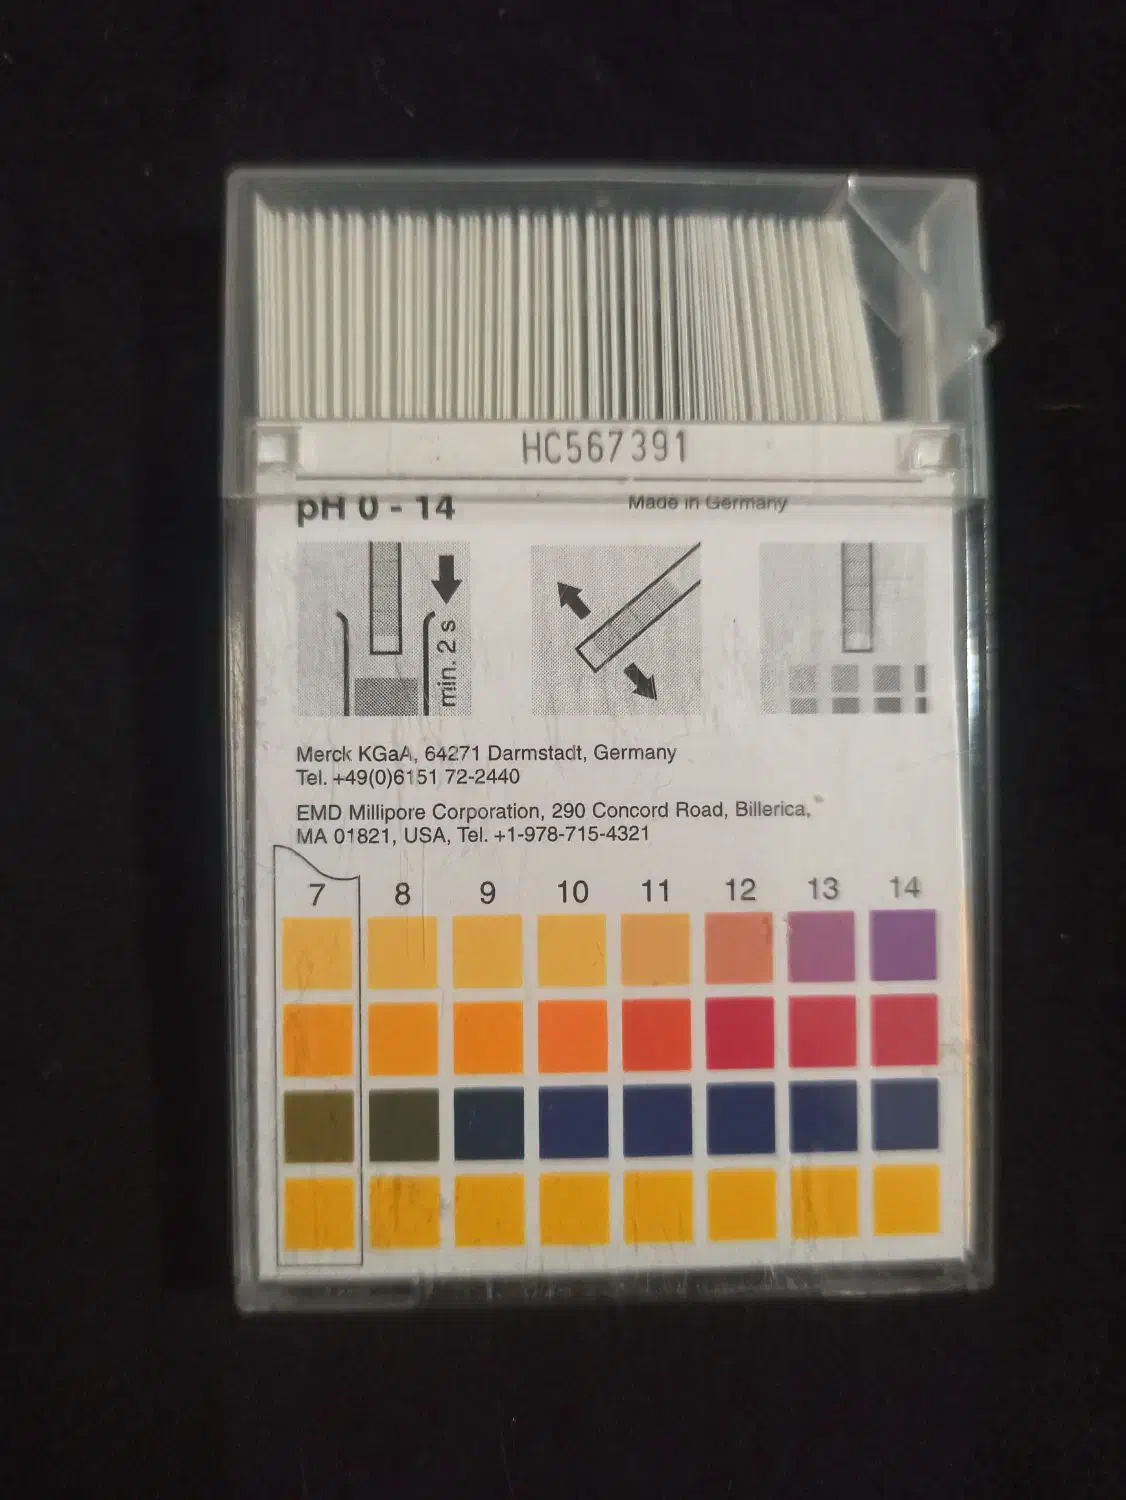 HC567391
pH 0 - 14
Made in Germany
min. 2 s
Merck KGaA, 64271 Darmstadt, Germany
Tel. +49(0)6151 72-2440
EMD Millipore Corporation, 290 Concord Road, Billerica,
MA 01821, USA, Tel. +1-978-715-4321
7 8 9 10 11 12 13 14